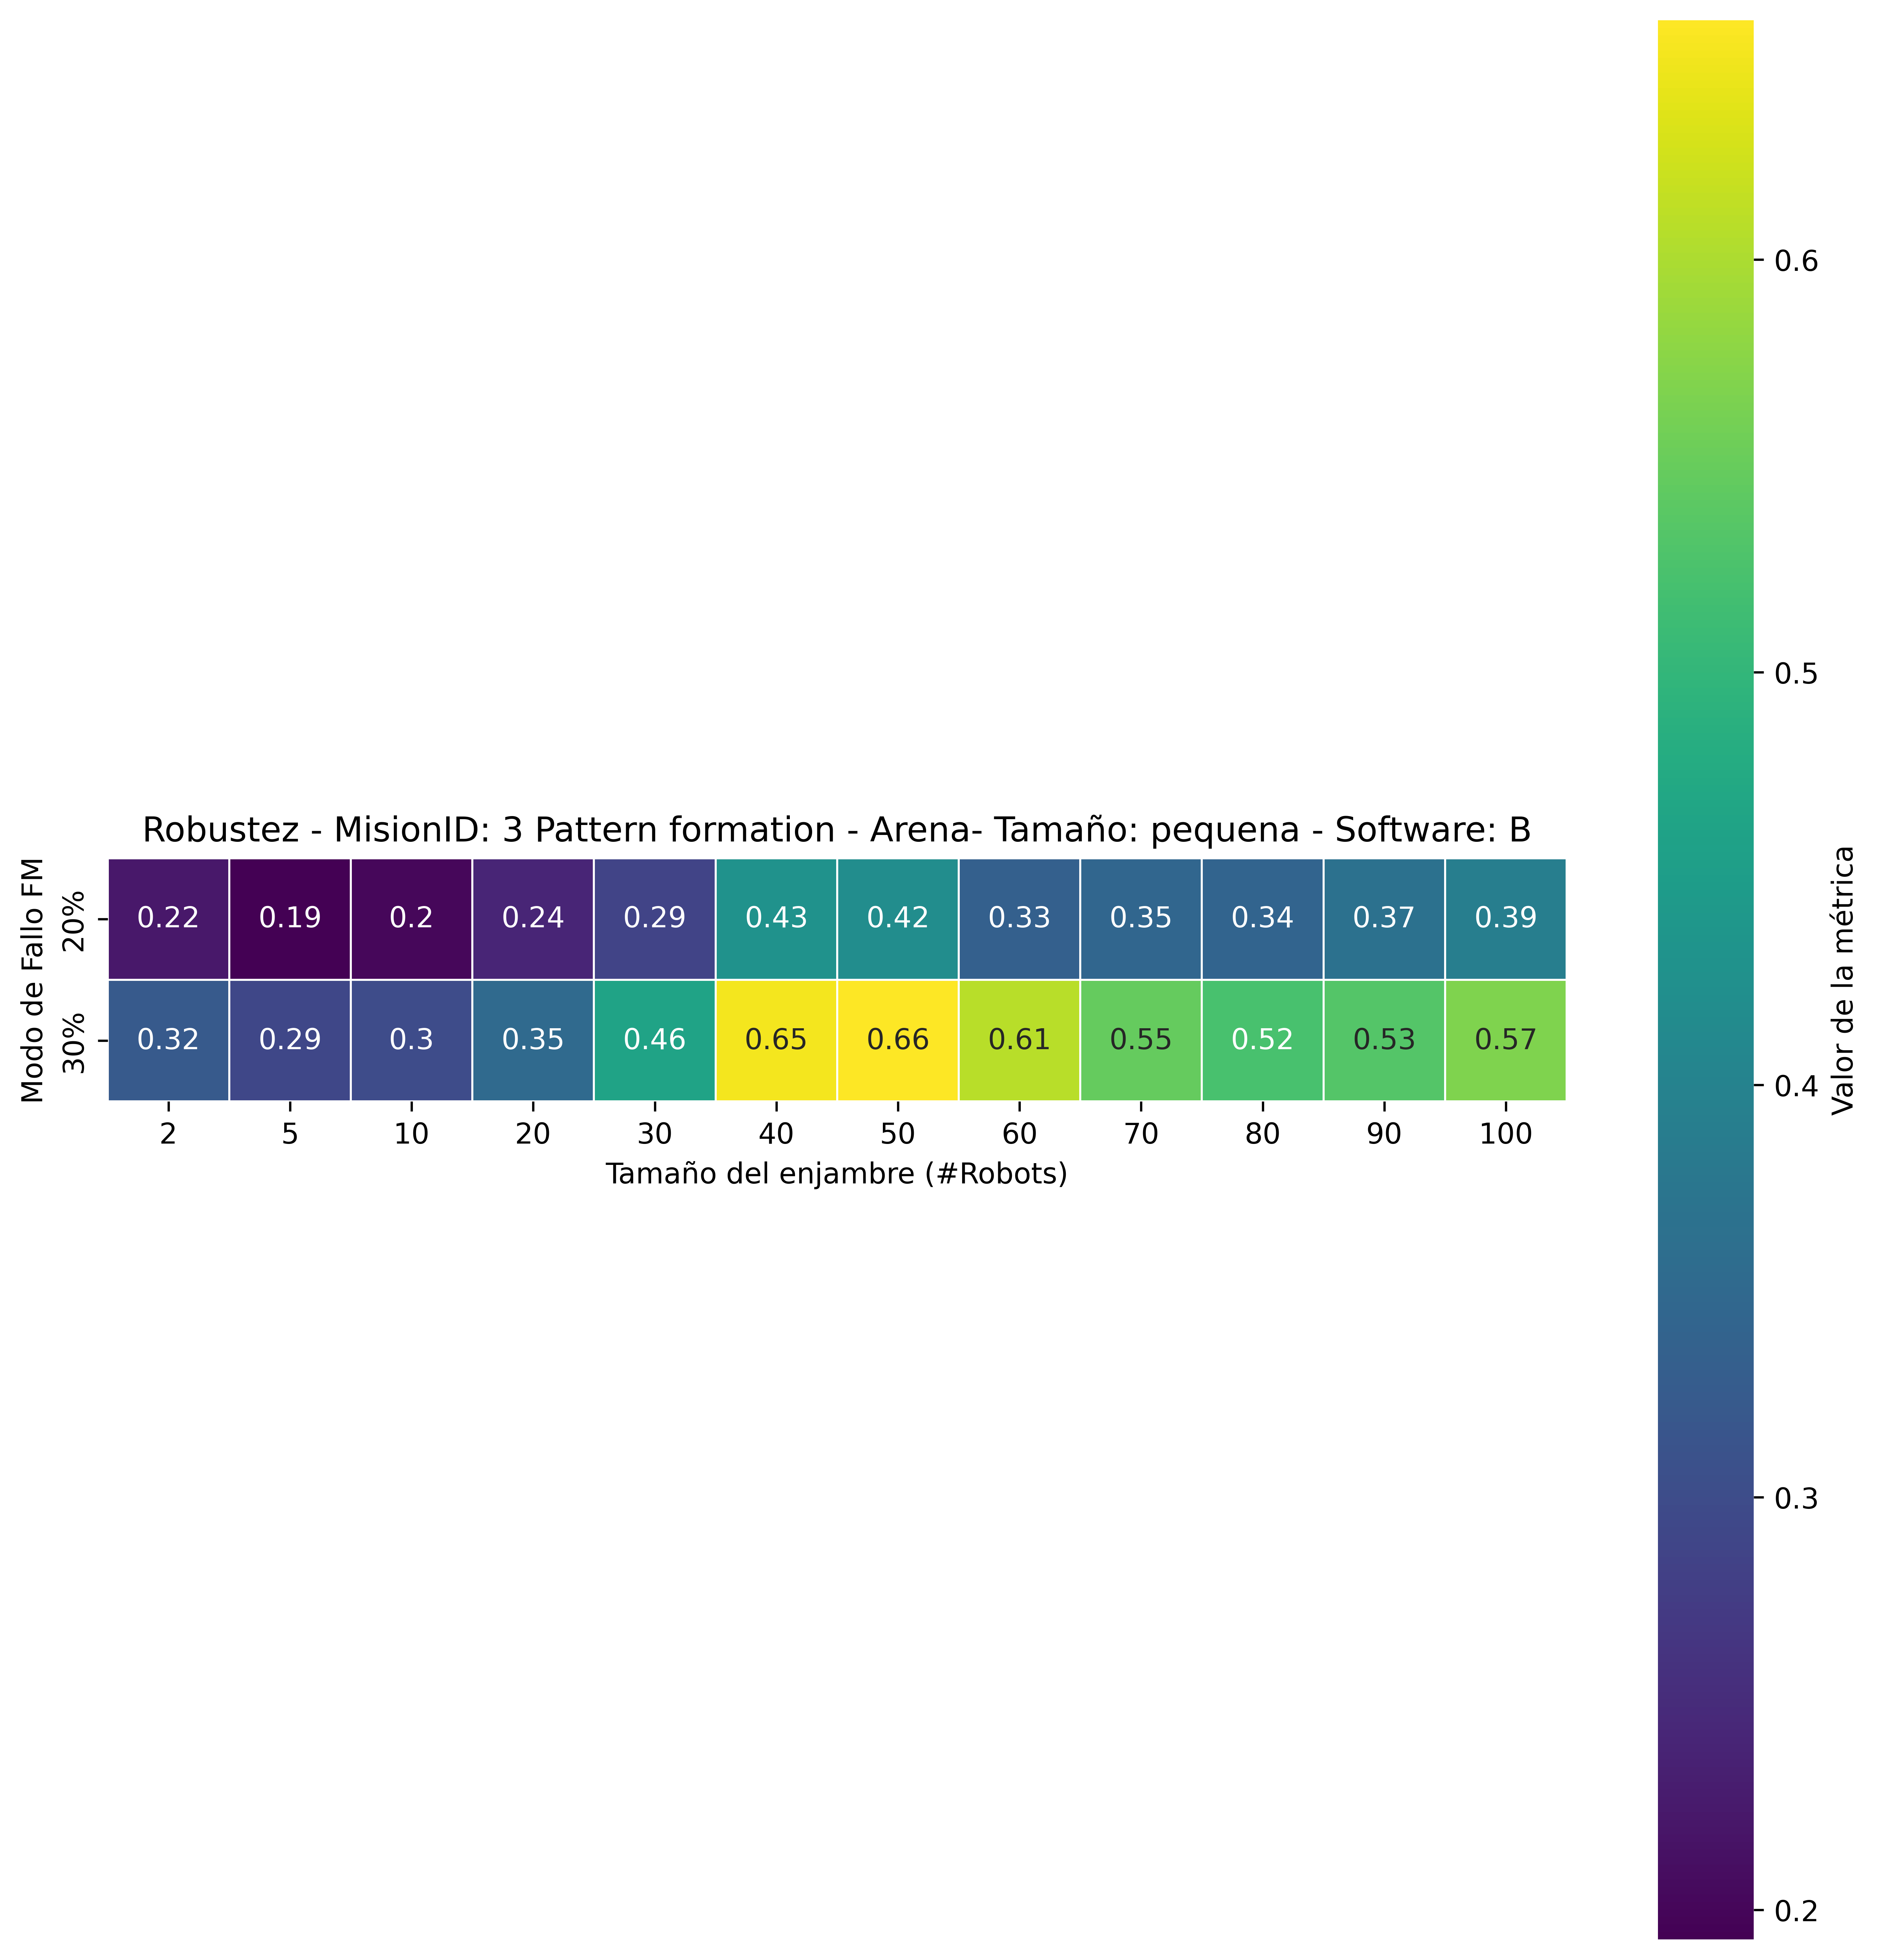 Robustez - MisionID: 3 Pattern formation - Arena- Tamaño: pequena - Software: B
Modo de Fallo FM
20%
0.22 0.19 0.2 0.24 0.29 0.43 0.42 0.33 0.35 0.34 0.37 0.39
30%
0.32 0.29 0.3 0.35 0.46 0.65 0.66 0.61 0.55 0.52 0.53 0.57
2 5 10 20 30 40 50 60 70 80 90 100
Tamaño del enjambre (#Robots)
0.6
0.5
0.4
0.3
0.2
Valor de la métrica